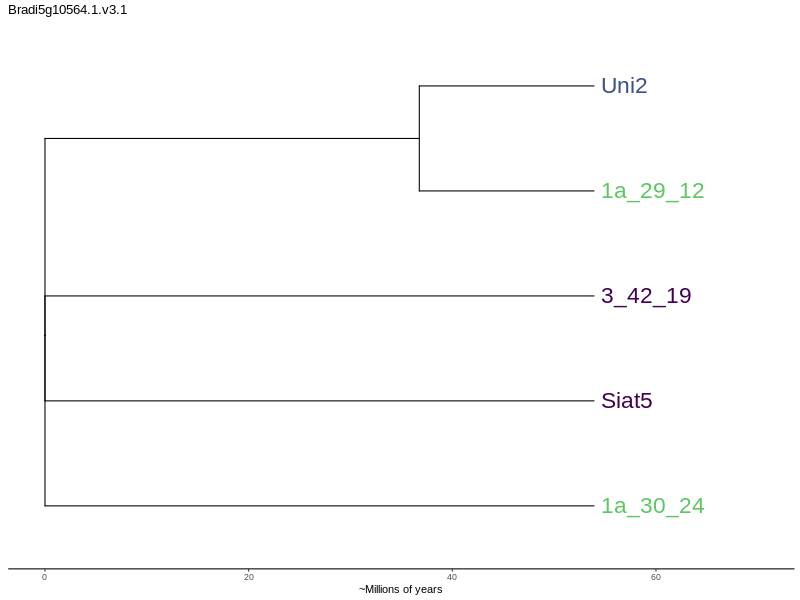 Bradi5g10564.1.v3.1
Uni2
1a_29_12
3_42_19
Siat5
1a_30_24
0 20 40 60
~Millions of years